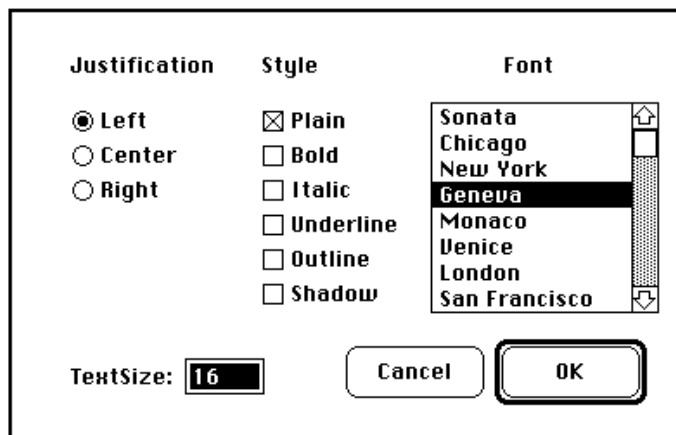 Justification
Left
Center
Right
Style
Plain
Bold
Italic
Underline
Outline
Shadow
Font
Sonata
Chicago
New York
Geneva
Monaco
Venice
London
San Francisco
TextSize: 16
Cancel
OK